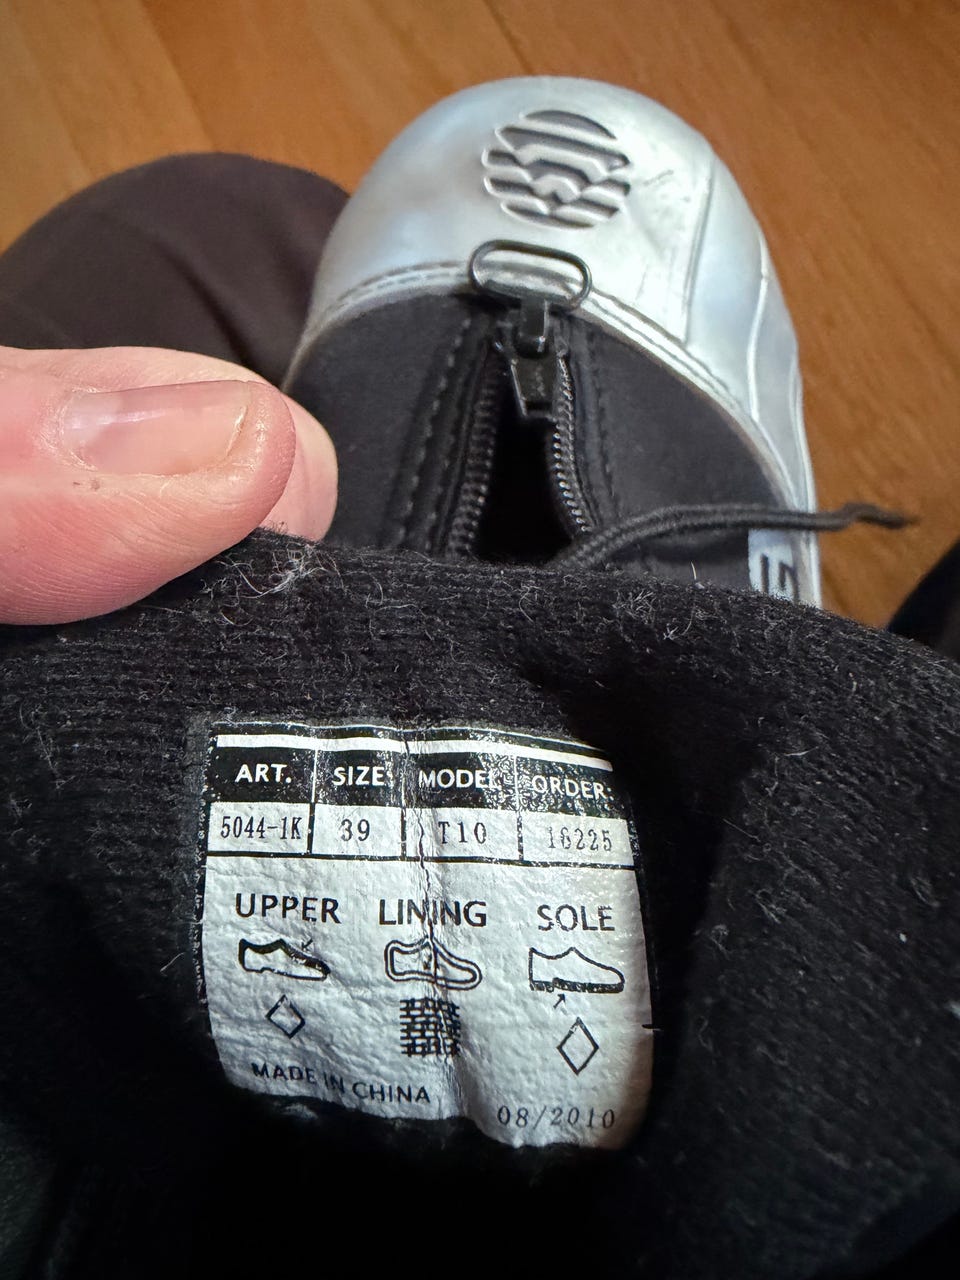 ART. SIZE MODEL ORDER:
5044-1K 39 T10 16225
UPPER LINING SOLE
MADE IN CHINA
08/2010